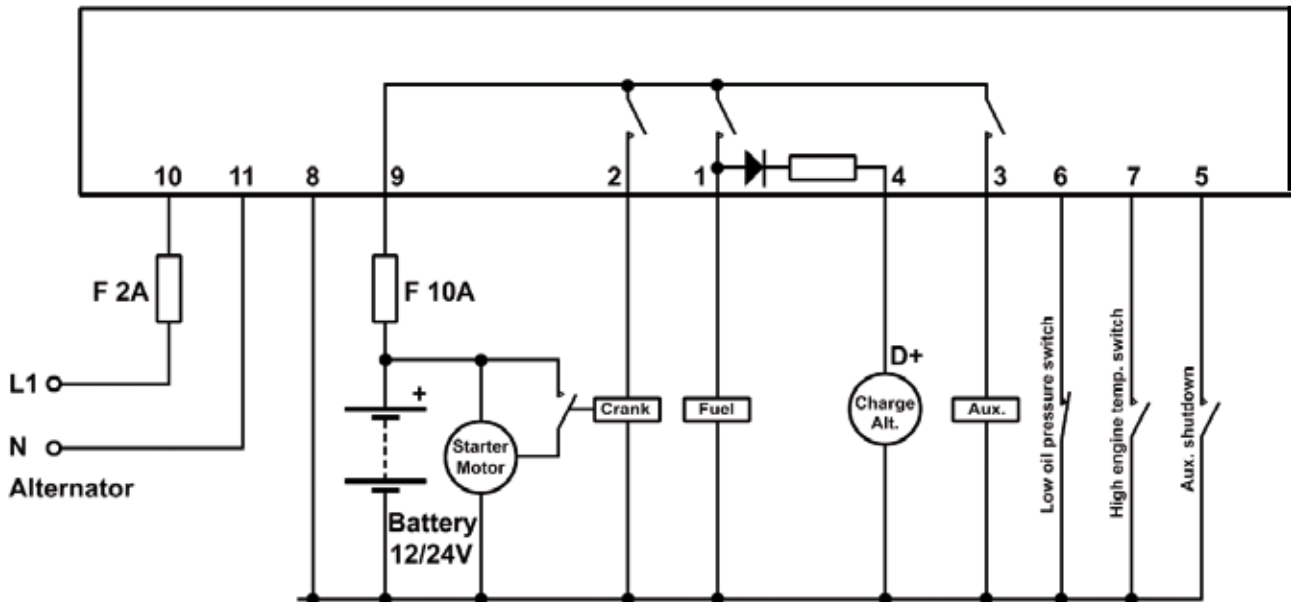 10 11 8 9 2 1 4 3 6 7 5
F 2A
F 10A
L1
N
Alternator
+
Battery
12/24V
Starter
Motor
Crank
Fuel
D+
Charge
Alt.
Aux.
Low oil pressure switch
High engine temp. switch
Aux. shutdown